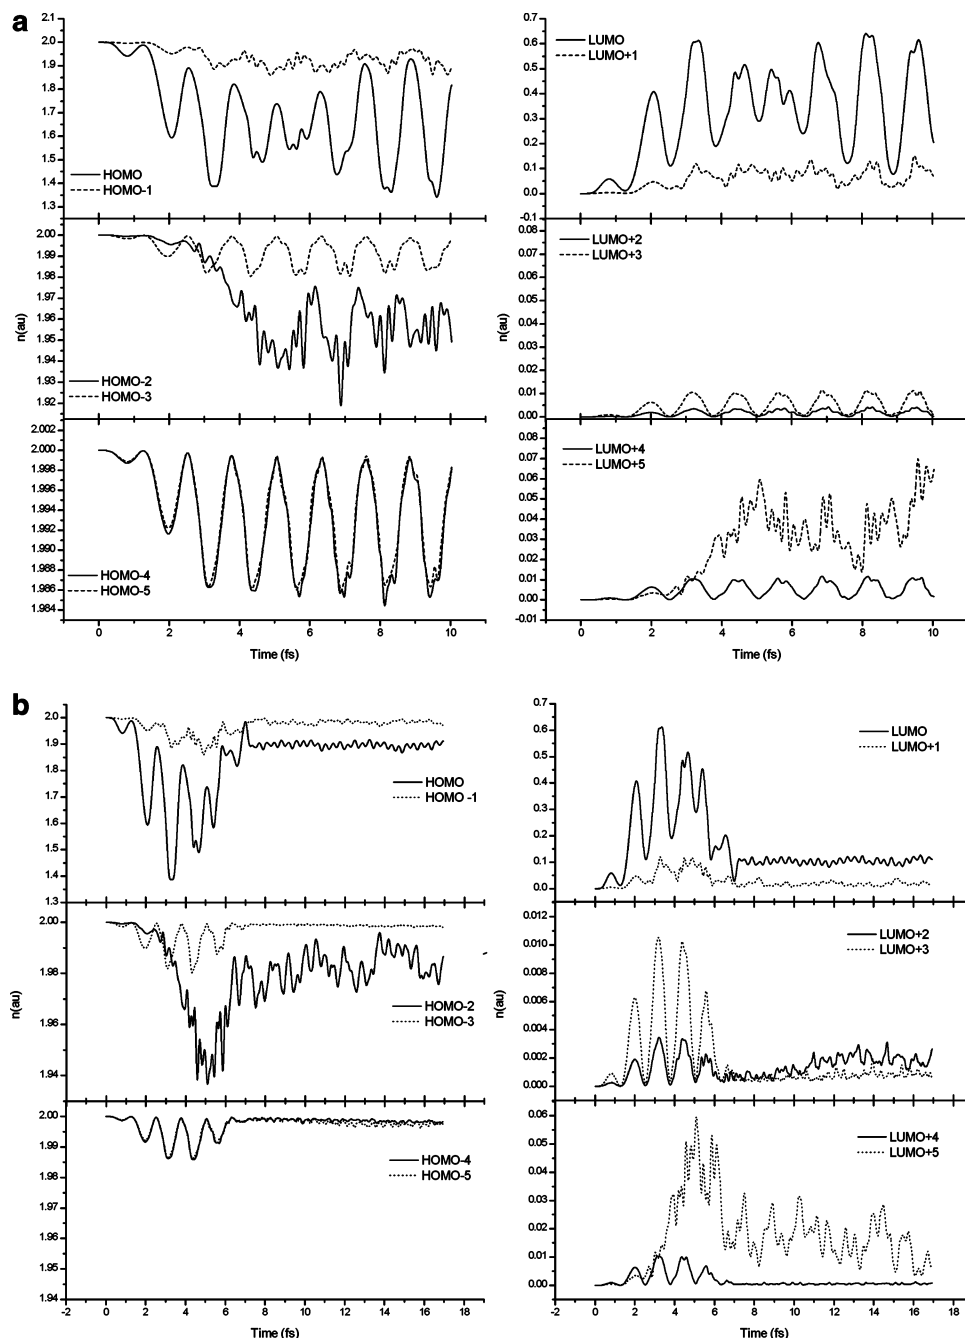 a
2.1
2.0
1.9
1.8
1.7
1.6
1.5
1.4
1.3
HOMO
HOMO-1
0.7
0.6
0.5
0.4
0.3
0.2
0.1
0.0
-0.1
LUMO
LUMO+1
n(au)
2.00
1.99
1.98
1.97
1.96
1.95
1.94
1.93
1.92
HOMO-2
HOMO-3
n(au)
0.08
0.07
0.06
0.05
0.04
0.03
0.02
0.01
0.00
LUMO+2
LUMO+3
2.002
2.000
1.998
1.996
1.994
1.992
1.990
1.988
1.986
1.984
HOMO-4
HOMO-5
0 2 4 6 8 10
Time (fs)
0.08
0.07
0.06
0.05
0.04
0.03
0.02
0.01
0.00
-0.01
LUMO+4
LUMO+5
0 2 4 6 8 10
Time (fs)
b
2.0
1.9
1.8
1.7
1.6
1.5
1.4
1.3
HOMO
HOMO -1
0.7
0.6
0.5
0.4
0.3
0.2
0.1
0.0
LUMO
LUMO+1
n(au)
2.00
1.98
1.96
1.94
HOMO-2
HOMO-3
n(au)
0.012
0.010
0.008
0.006
0.004
0.002
0.000
LUMO+2
LUMO+3
2.00
1.99
1.98
1.97
1.96
1.95
1.94
HOMO-4
HOMO-5
-2 0 2 4 6 8 10 12 14 16 18
Time (fs)
0.06
0.05
0.04
0.03
0.02
0.01
0.00
LUMO+4
LUMO+5
-2 0 2 4 6 8 10 12 14 16 18
Time (fs)